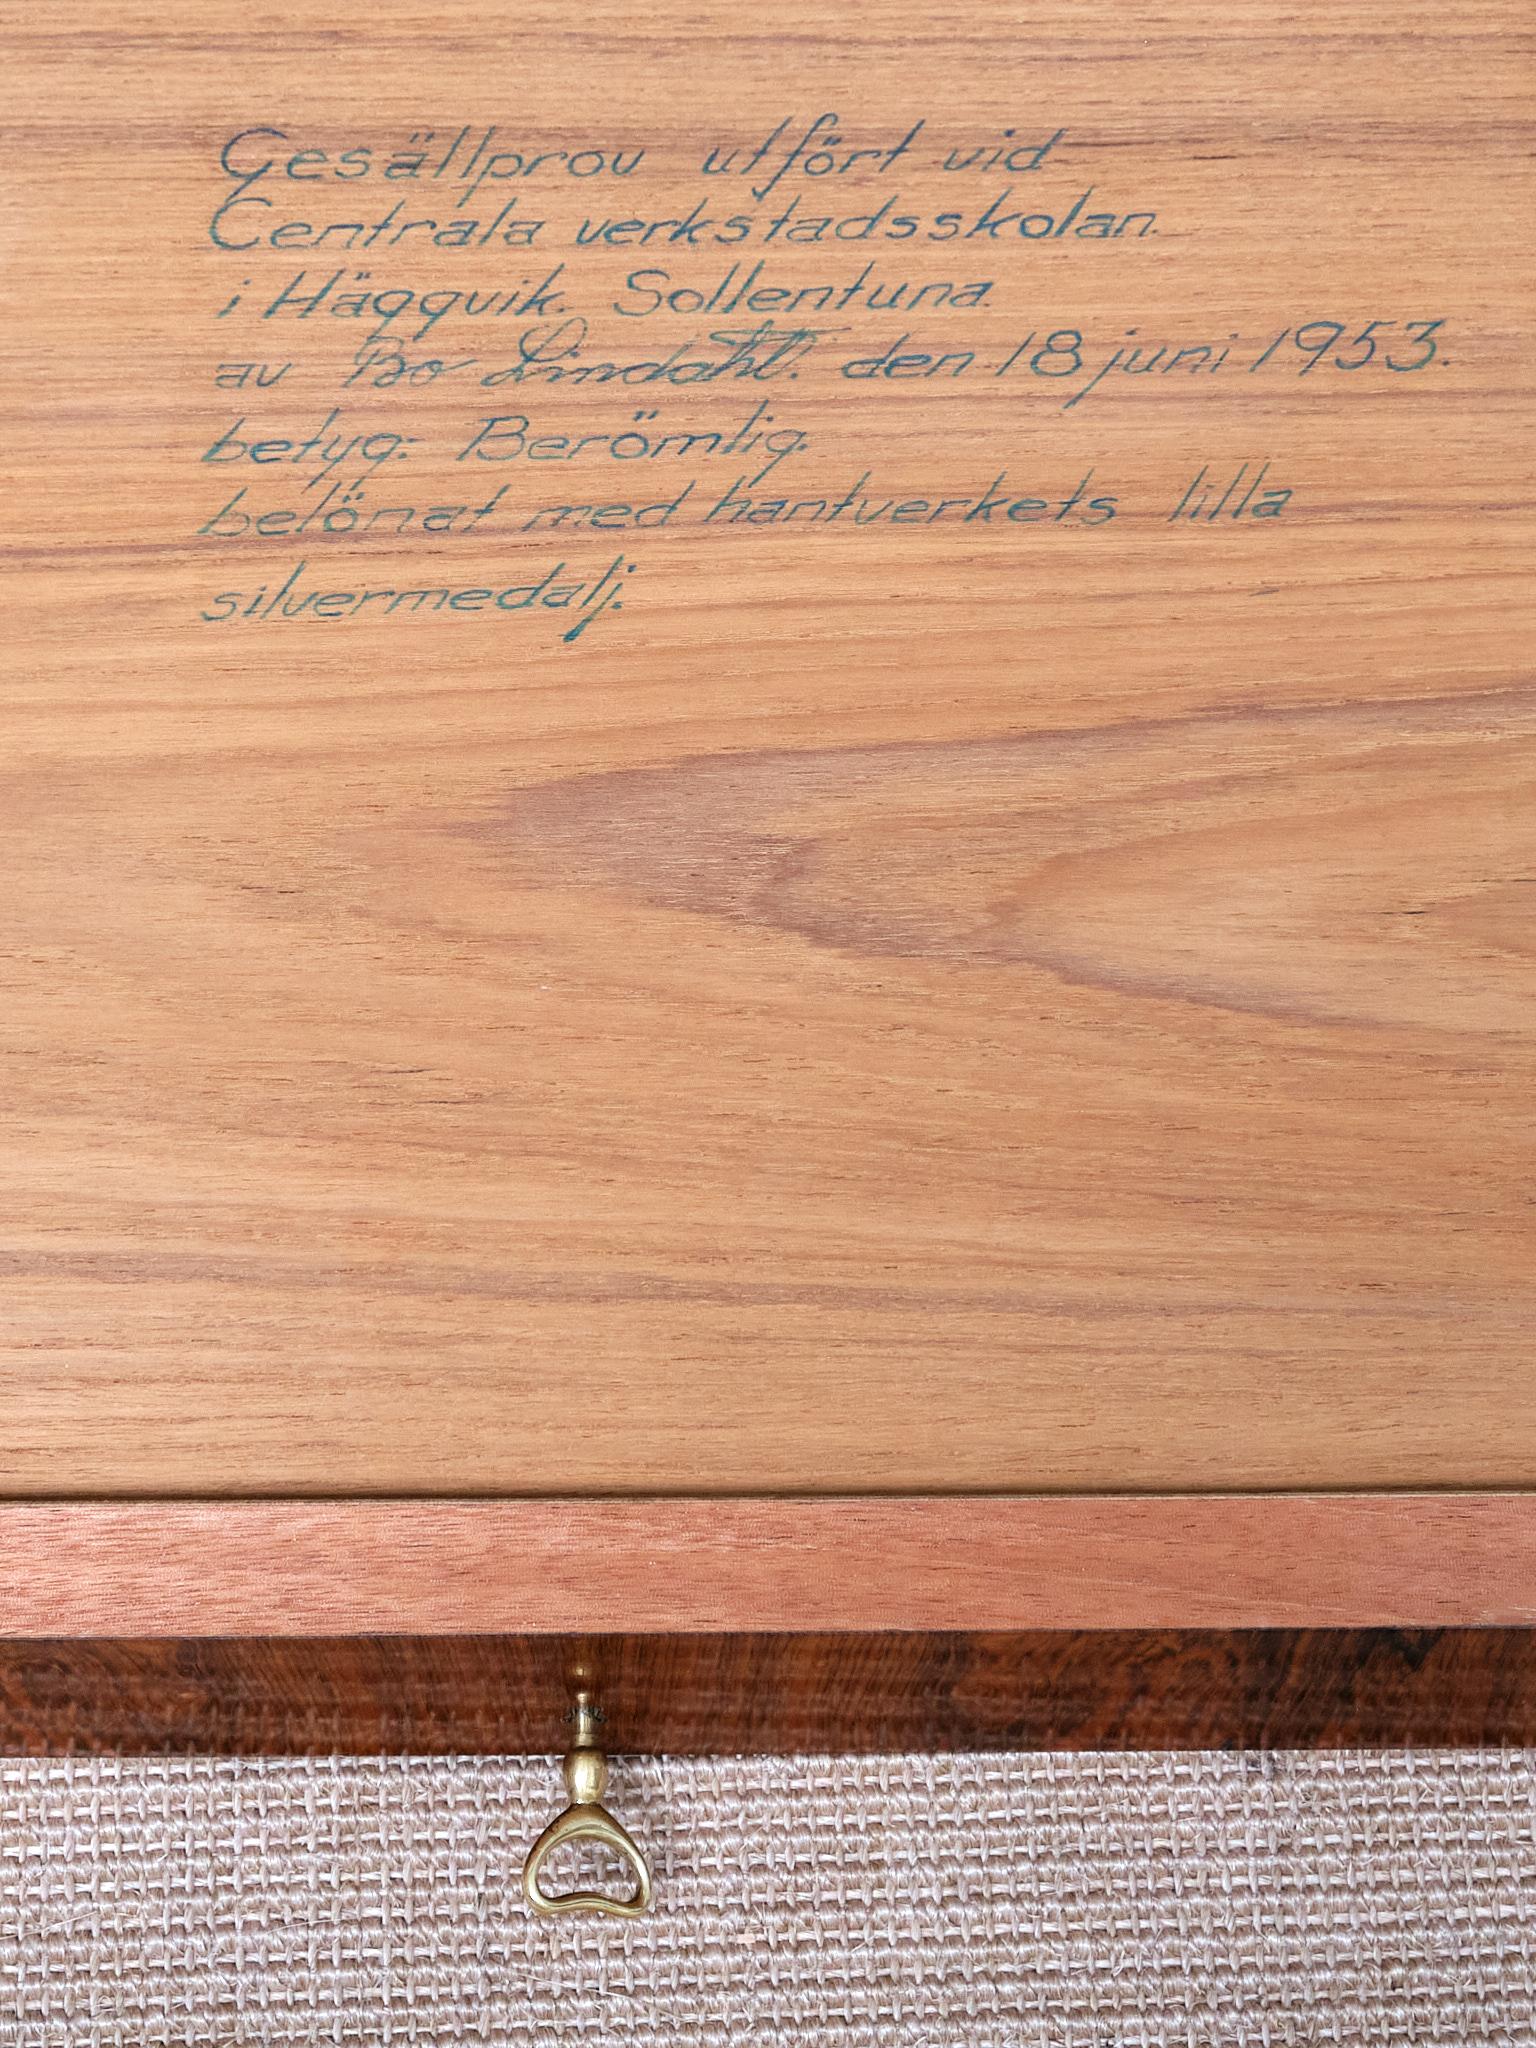 Gesällprov utfört vid
Centrala verkstadsskolan.
i Häggvik. Sollentuna.
av Bo Lindahl. den 18 juni 1953.
betyg: Berömlig.
belönat med hantverkets lilla
silvermedalj.